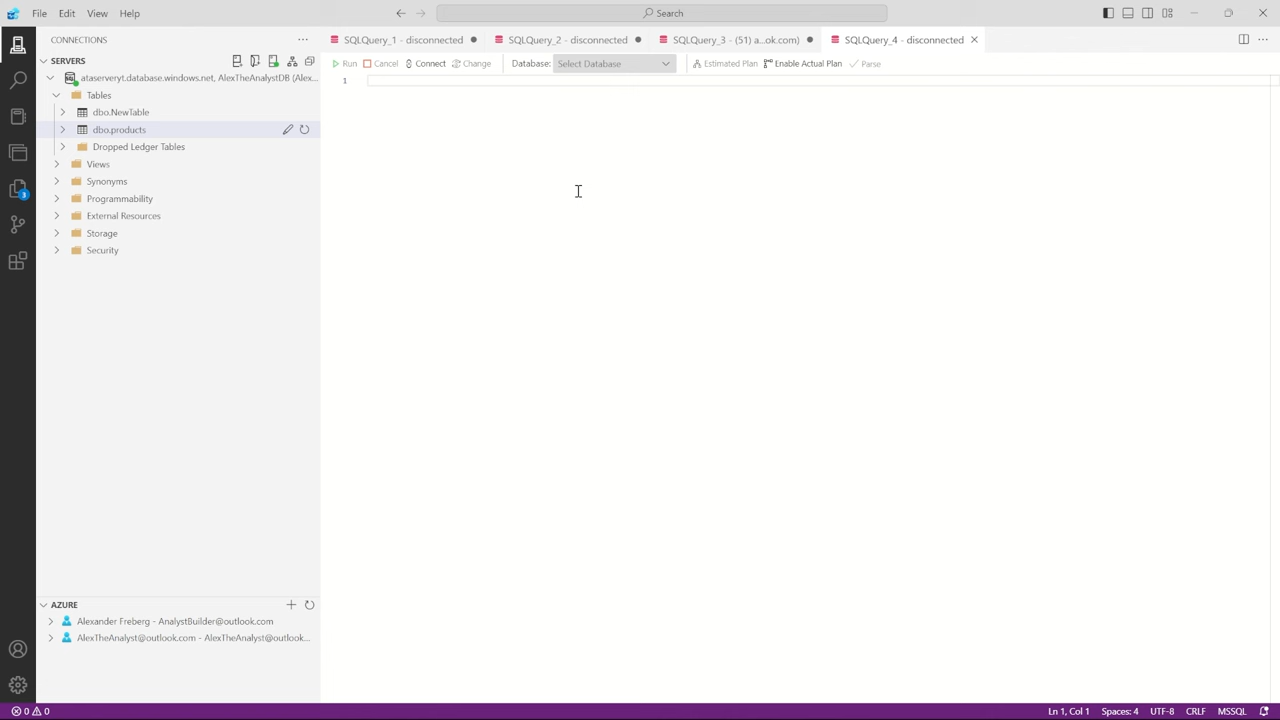 File Edit View Help
Search
CONNECTIONS
SQLQuery_1 - disconnected
SQLQuery_2 - disconnected
SQLQuery_3 - (51) a...ok.com)
SQLQuery_4 - disconnected
SERVERS
Run Cancel Connect Change Database: Select Database Estimated Plan Enable Actual Plan Parse
ataserveryt.database.windows.net, AlexTheAnalystDB (Alex...
1
Tables
dbo.NewTable
dbo.products
Dropped Ledger Tables
Views
Synonyms
Programmability
3
External Resources
Storage
Security
AZURE
Alexander Freberg - AnalystBuilder@outlook.com
AlexTheAnalyst@outlook.com - AlexTheAnalyst@outlook...
0 0
Ln 1, Col 1 Spaces: 4 UTF-8 CRLF MSSQL